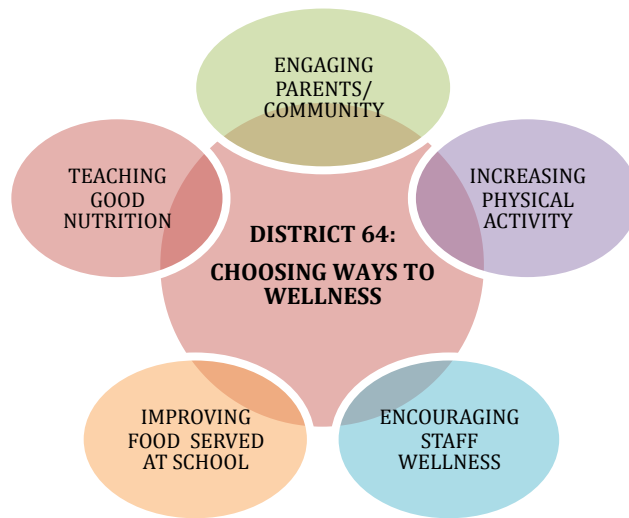 ENGAGING
PARENTS/
COMMUNITY
TEACHING
GOOD
NUTRITION
INCREASING
PHYSICAL
ACTIVITY
DISTRICT 64:
CHOOSING WAYS TO
WELLNESS
IMPROVING
FOOD SERVED
AT SCHOOL
ENCOURAGING
STAFF
WELLNESS